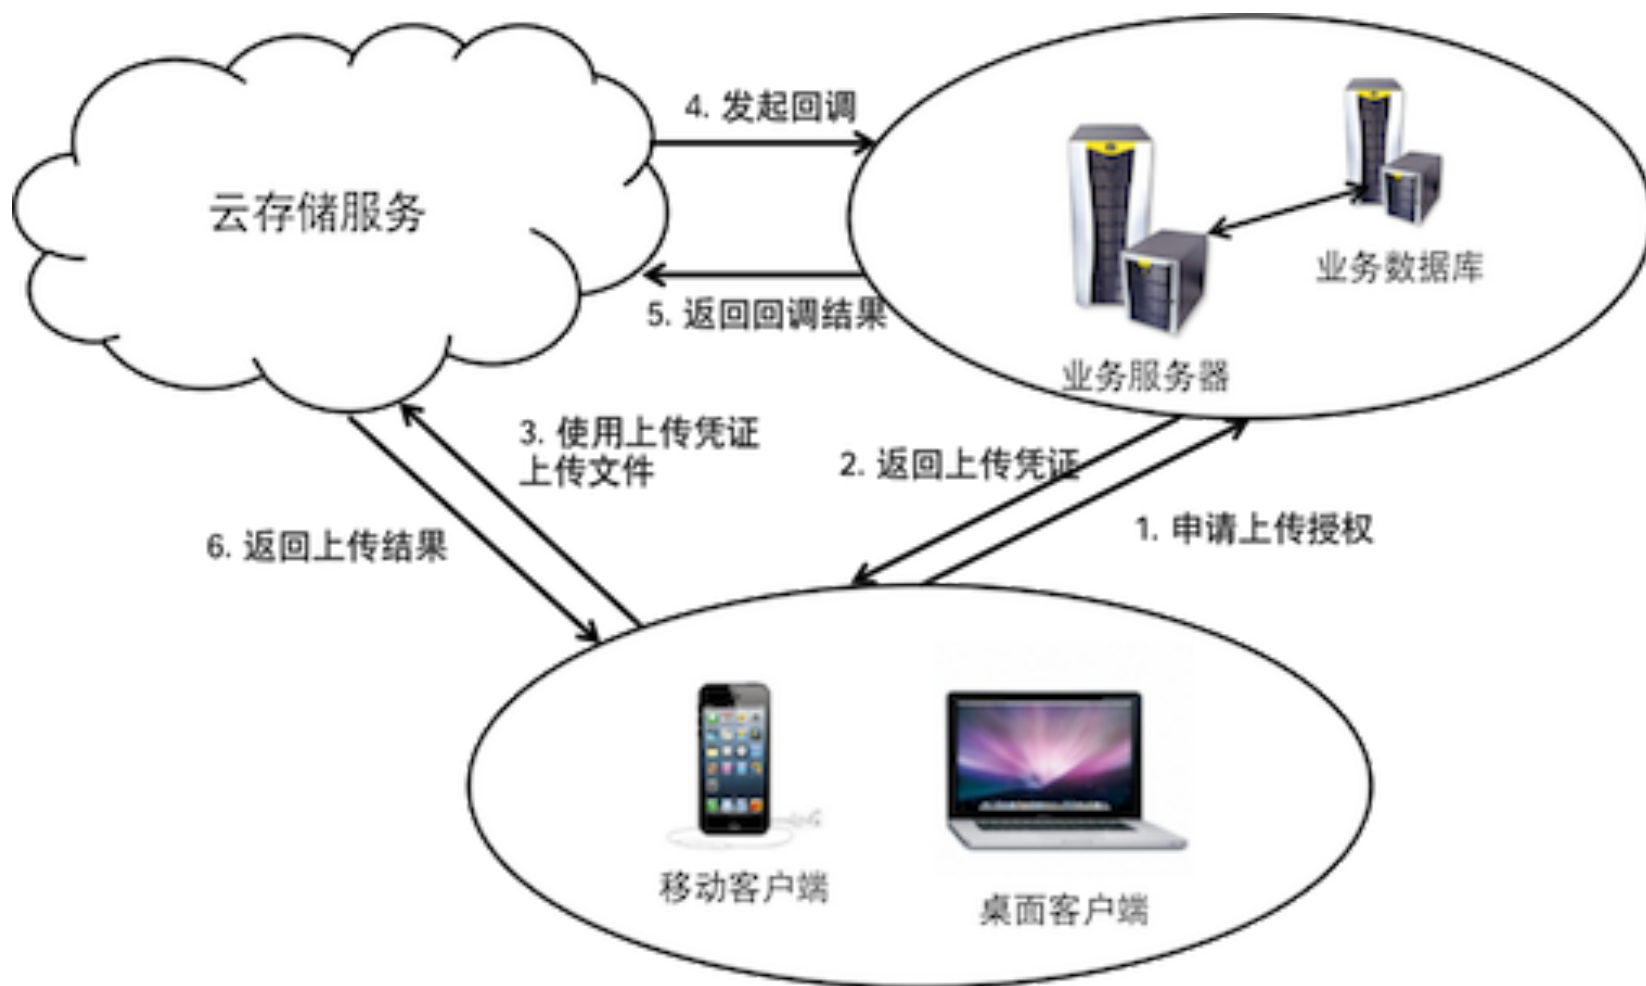 4. 发起回调
云存储服务
业务数据库
5. 返回回调结果
业务服务器
3. 使用上传凭证
上传文件
2. 返回上传凭证
1. 申请上传授权
6. 返回上传结果
移动客户端
桌面客户端